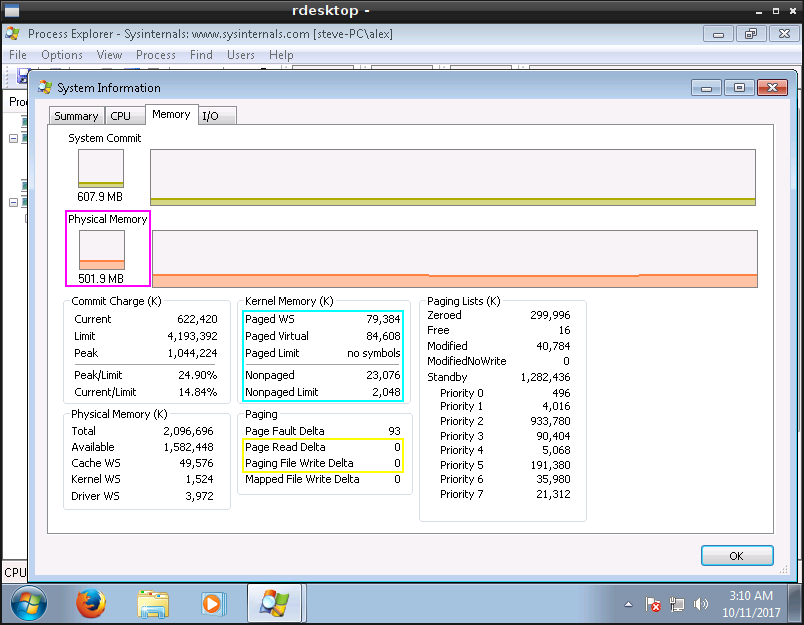 rdesktop -
Process Explorer - Sysinternals: www.sysinternals.com [steve-PC\alex]
File Options View Process Find Users Help
System Information
Summary CPU Memory I/O
System Commit
607.9 MB
Physical Memory
501.9 MB
Commit Charge (K)
Current 622,420
Limit 4,193,392
Peak 1,044,224
Peak/Limit 24.90%
Current/Limit 14.84%
Physical Memory (K)
Total 2,096,696
Available 1,582,448
Cache WS 49,576
Kernel WS 1,524
Driver WS 3,972
Kernel Memory (K)
Paged WS 79,384
Paged Virtual 84,608
Paged Limit no symbols
Nonpaged 23,076
Nonpaged Limit 2,048
Paging
Page Fault Delta 93
Page Read Delta 0
Paging File Write Delta 0
Mapped File Write Delta 0
Paging Lists (K)
Zeroed 299,996
Free 16
Modified 40,784
ModifiedNoWrite 0
Standby 1,282,436
Priority 0 496
Priority 1 4,016
Priority 2 933,780
Priority 3 90,404
Priority 4 5,068
Priority 5 191,380
Priority 6 35,980
Priority 7 21,312
OK
CPU
3:10 AM
10/11/2017